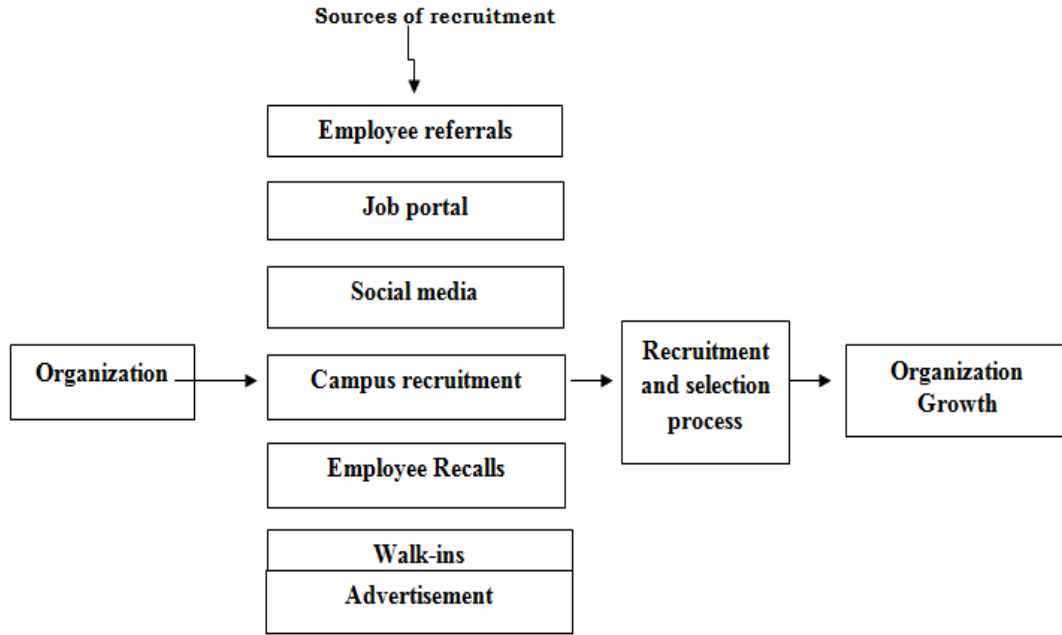 Sources of recruitment
Employee referrals
Job portal
Social media
Organization
Campus recruitment
Recruitment
and selection
process
Organization
Growth
Employee Recalls
Walk-ins
Advertisement